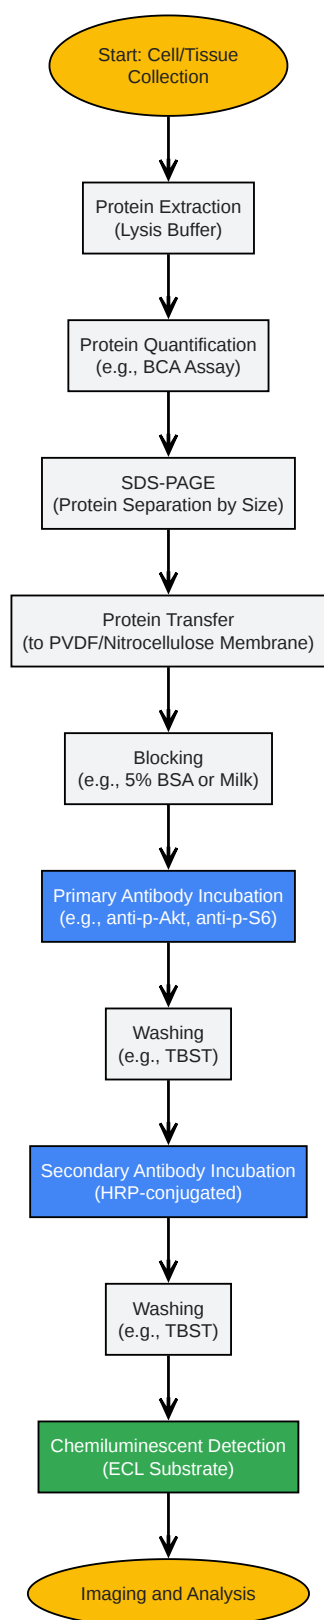 Start: Cell/Tissue
Collection
Protein Extraction
(Lysis Buffer)
Protein Quantification
(e.g., BCA Assay)
SDS-PAGE
(Protein Separation by Size)
Protein Transfer
(to PVDF/Nitrocellulose Membrane)
Blocking
(e.g., 5% BSA or Milk)
Primary Antibody Incubation
(e.g., anti-p-Akt, anti-p-S6)
Washing
(e.g., TBST)
Secondary Antibody Incubation
(HRP-conjugated)
Washing
(e.g., TBST)
Chemiluminescent Detection
(ECL Substrate)
Imaging and Analysis